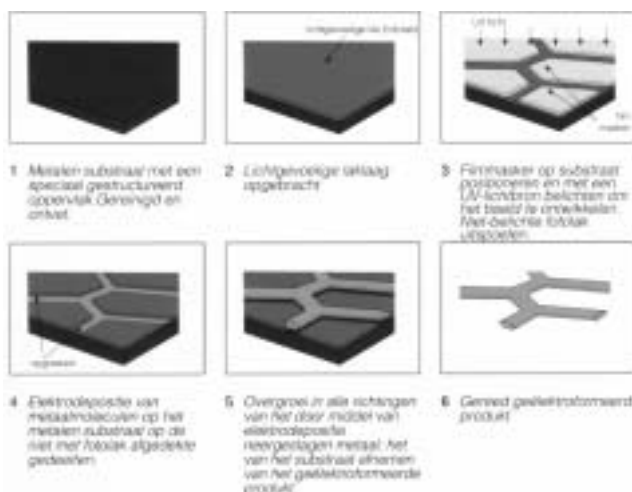 lichtgevoelige fotolak
UV-licht
film
masker
1 Metalen substraat met een
speciaal gestructureerd
oppervlak. Gereinigd en
ontvet.
2 Lichtgevoelige laklaag
opgebracht
3 Filmmasker op substraat
positioneren en met een
UV-lichtbron belichten om
het beeld te ontwikkelen.
Niet-belichte fotolak
uitspoelen.
4 Elektrodepositie van
metaalmoleculen op het
metalen substraat op de
niet met fotolak afgedekte
gedeelten
5 Overgroei in alle richtingen
van het door middel van
elektrodepositie
neergeslagen metaal: het
van het substraat afnemen
van het geëlektroformeerde
produkt
6 Gereed geëlektroformeerd
produkt